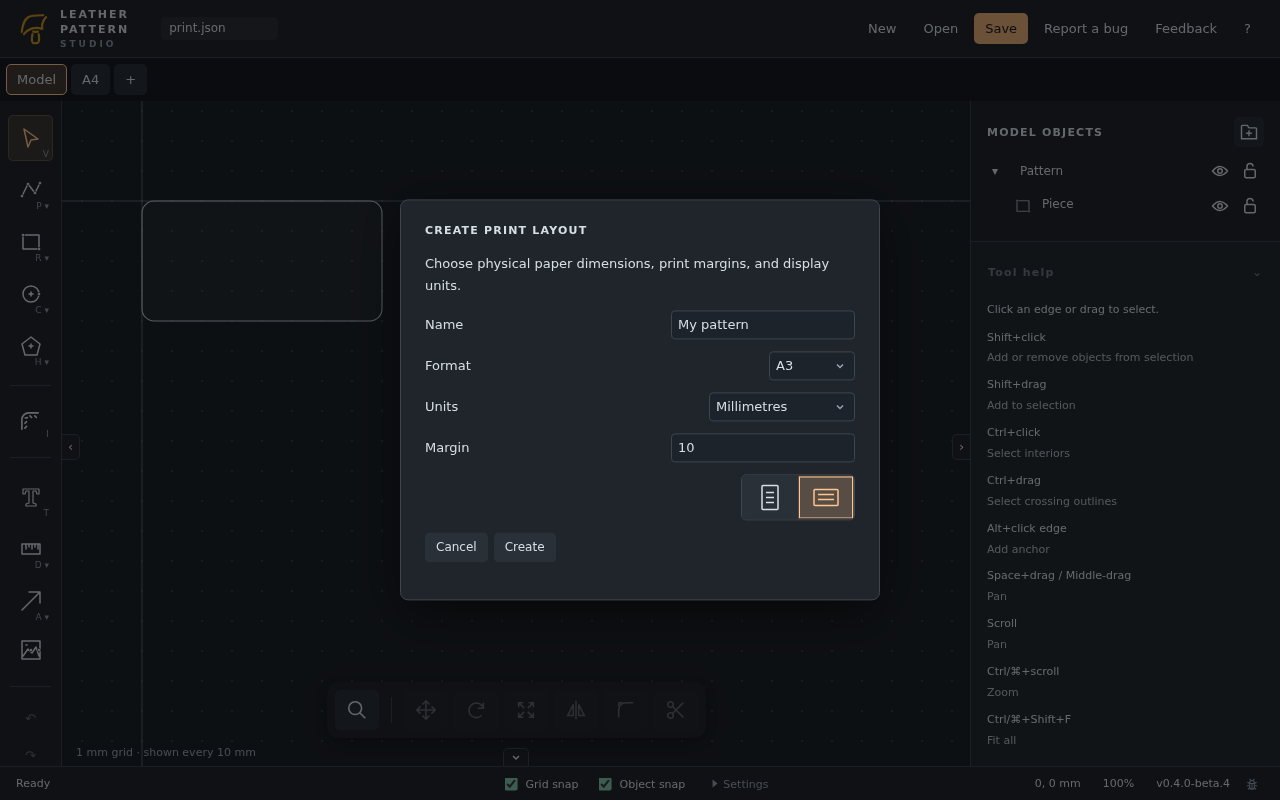 LEATHER
PATTERN
STUDIO
print.json
New
Open
Save
Report a bug
Feedback
?
Model
A4
+
V
P ▾
R ▾
C ▾
H ▾
I
T
D ▾
A ▾
MODEL OBJECTS
▾ Pattern
Piece
CREATE PRINT LAYOUT
Choose physical paper dimensions, print margins, and display
units.
Name
My pattern
Format
A3
Units
Millimetres
Margin
10
Cancel
Create
Tool help
Click an edge or drag to select.
Shift+click
Add or remove objects from selection
Shift+drag
Add to selection
Ctrl+click
Select interiors
Ctrl+drag
Select crossing outlines
Alt+click edge
Add anchor
Space+drag / Middle-drag
Pan
Scroll
Pan
Ctrl/⌘+scroll
Zoom
Ctrl/⌘+Shift+F
Fit all
1 mm grid · shown every 10 mm
Ready
Grid snap
Object snap
Settings
0, 0 mm
100%
v0.4.0-beta.4